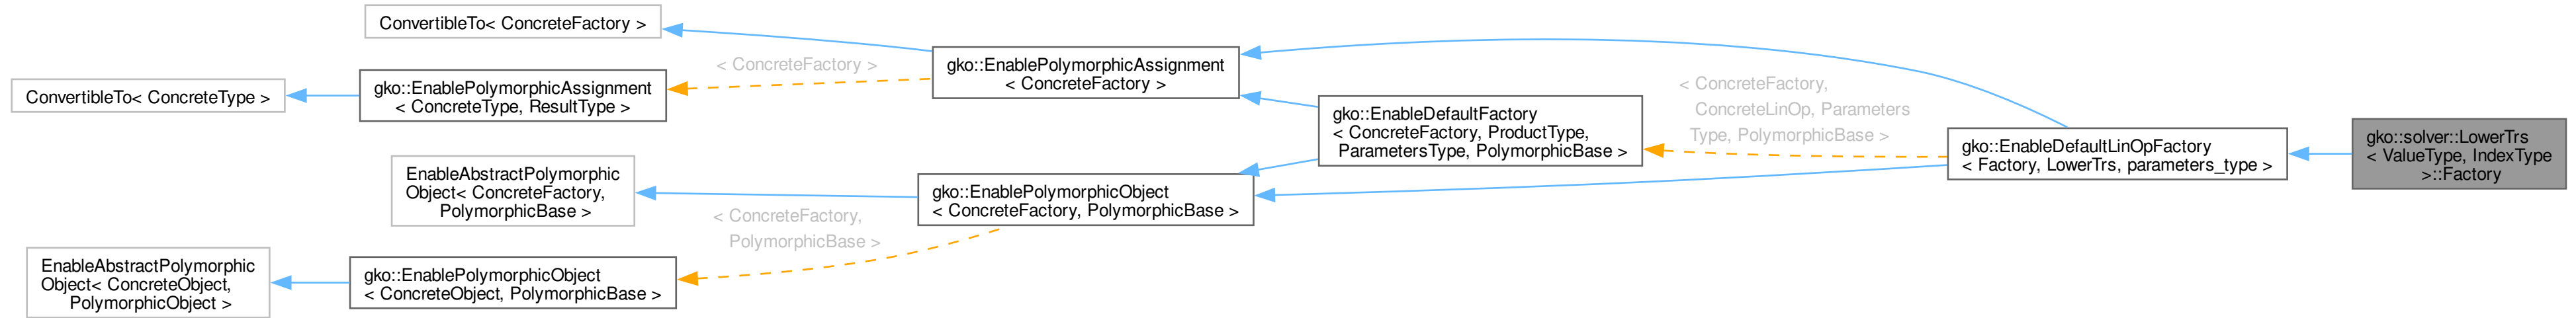 ConvertibleTo< ConcreteFactory >
ConvertibleTo< ConcreteType >
gko::EnablePolymorphicAssignment
< ConcreteType, ResultType >
< ConcreteFactory >
gko::EnablePolymorphicAssignment
< ConcreteFactory >
EnableAbstractPolymorphic
Object< ConcreteFactory,
PolymorphicBase >
EnableAbstractPolymorphic
Object< ConcreteObject,
PolymorphicObject >
gko::EnablePolymorphicObject
< ConcreteObject, PolymorphicBase >
< ConcreteFactory,
PolymorphicBase >
gko::EnablePolymorphicObject
< ConcreteFactory, PolymorphicBase >
gko::EnableDefaultFactory
< ConcreteFactory, ProductType,
ParametersType, PolymorphicBase >
< ConcreteFactory,
ConcreteLinOp, Parameters
Type, PolymorphicBase >
gko::EnableDefaultLinOpFactory
< Factory, LowerTrs, parameters_type >
gko::solver::LowerTrs
< ValueType, IndexType
>::Factory